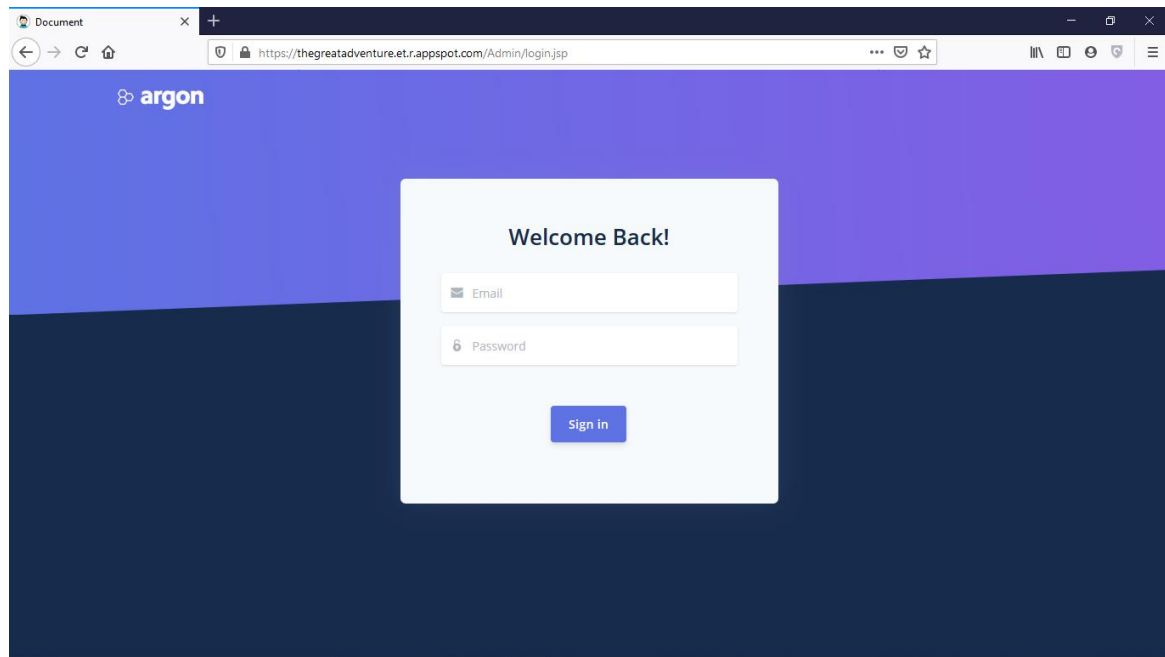 Document
https://thegreatadventure.et.r.appspot.com/Admin/login.jsp
argon
Welcome Back!
Email
Password
Sign in